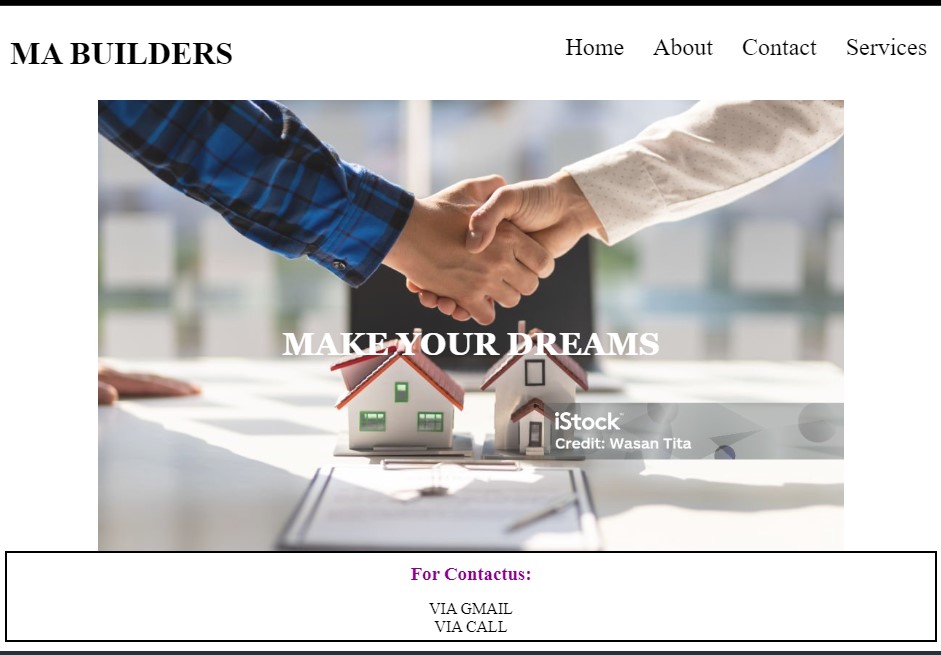 MA BUILDERS
Home About Contact Services
MAKE YOUR DREAMS
iStock
Credit: Wasan Tita
For Contactus:
VIA GMAIL
VIA CALL